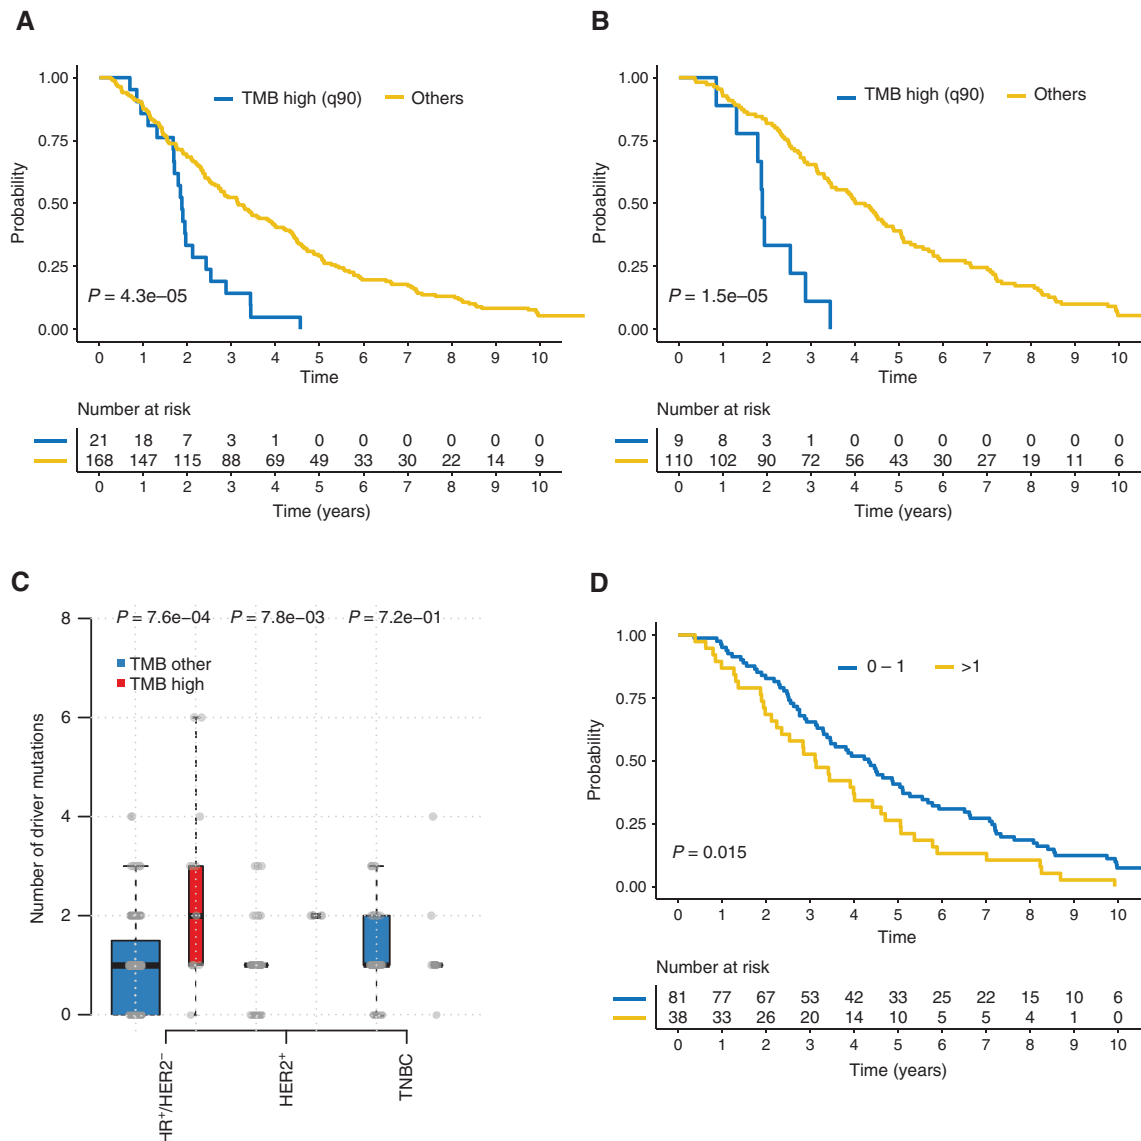 A
TMB high (q90) Others
1.00
0.75
0.50
0.25
0.00
Probability
P = 4.3e–05
0 1 2 3 4 5 6 7 8 9 10
Time
Number at risk
21 18 7 3 1 0 0 0 0 0 0
168 147 115 88 69 49 33 30 22 14 9
0 1 2 3 4 5 6 7 8 9 10
Time (years)
B
TMB high (q90) Others
1.00
0.75
0.50
0.25
0.00
Probability
P = 1.5e–05
0 1 2 3 4 5 6 7 8 9 10
Time
Number at risk
9 8 3 1 0 0 0 0 0 0 0
110 102 90 72 56 43 30 27 19 11 6
0 1 2 3 4 5 6 7 8 9 10
Time (years)
C
P = 7.6e–04 P = 7.8e–03 P = 7.2e–01
TMB other
TMB high
8
6
4
2
0
Number of driver mutations
HR⁺/HER2⁻
HER2⁺
TNBC
D
0 – 1 >1
1.00
0.75
0.50
0.25
0.00
Probability
P = 0.015
0 1 2 3 4 5 6 7 8 9 10
Time
Number at risk
81 77 67 53 42 33 25 22 15 10 6
38 33 26 20 14 10 5 5 4 1 0
0 1 2 3 4 5 6 7 8 9 10
Time (years)